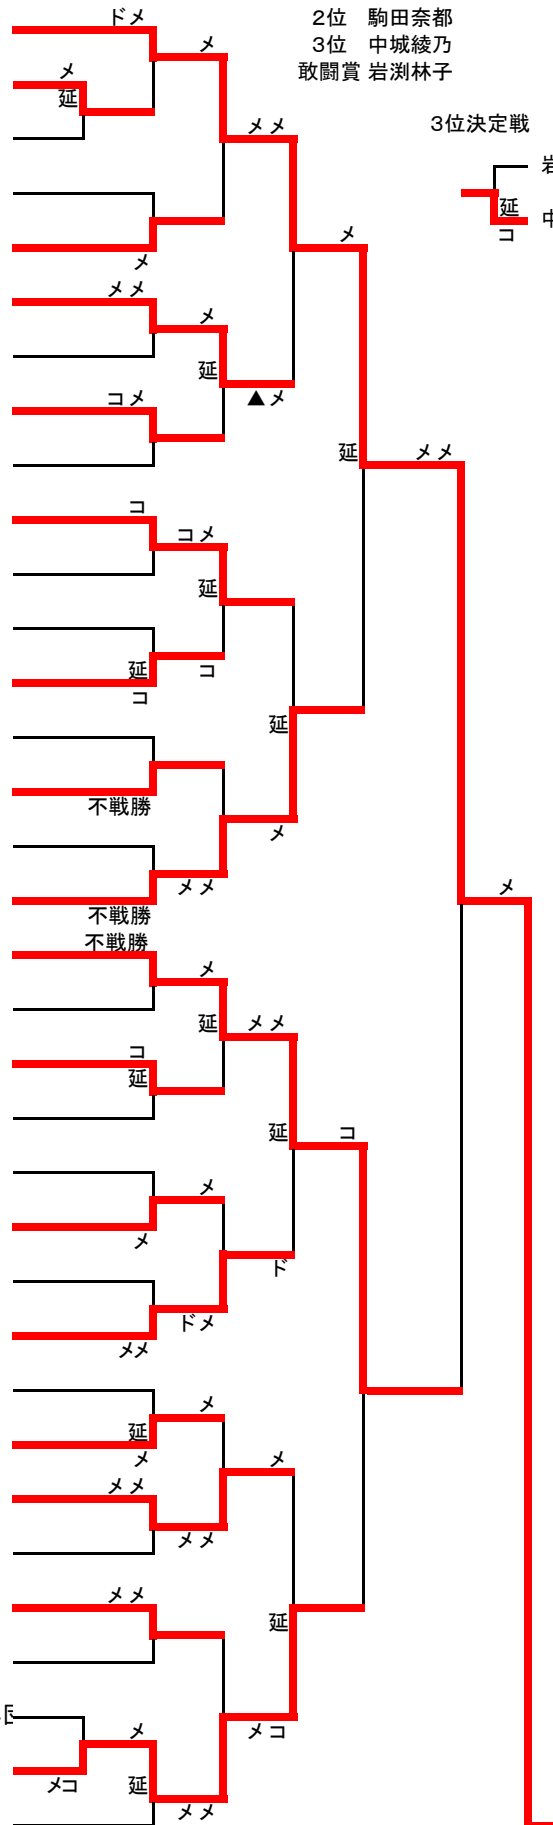 ドメ
2位　駒田奈都
メ
3位　中城綾乃
メ
敢闘賞 岩渕林子
延
メメ
3位決定戦
岩
延
中
コ
メ
メ
メメ
メ
延
▲メ
コメ
延
メメ
コ
コメ
延
延
コ
コ
延
不戦勝
メ
メメ
メ
不戦勝
不戦勝
メ
延
メメ
コ
延
延
コ
メ
メ
ド
ドメ
メメ
メ
延
メ
メ
メメ
メメ
メメ
延
メコ
メ
メコ
延
メメ